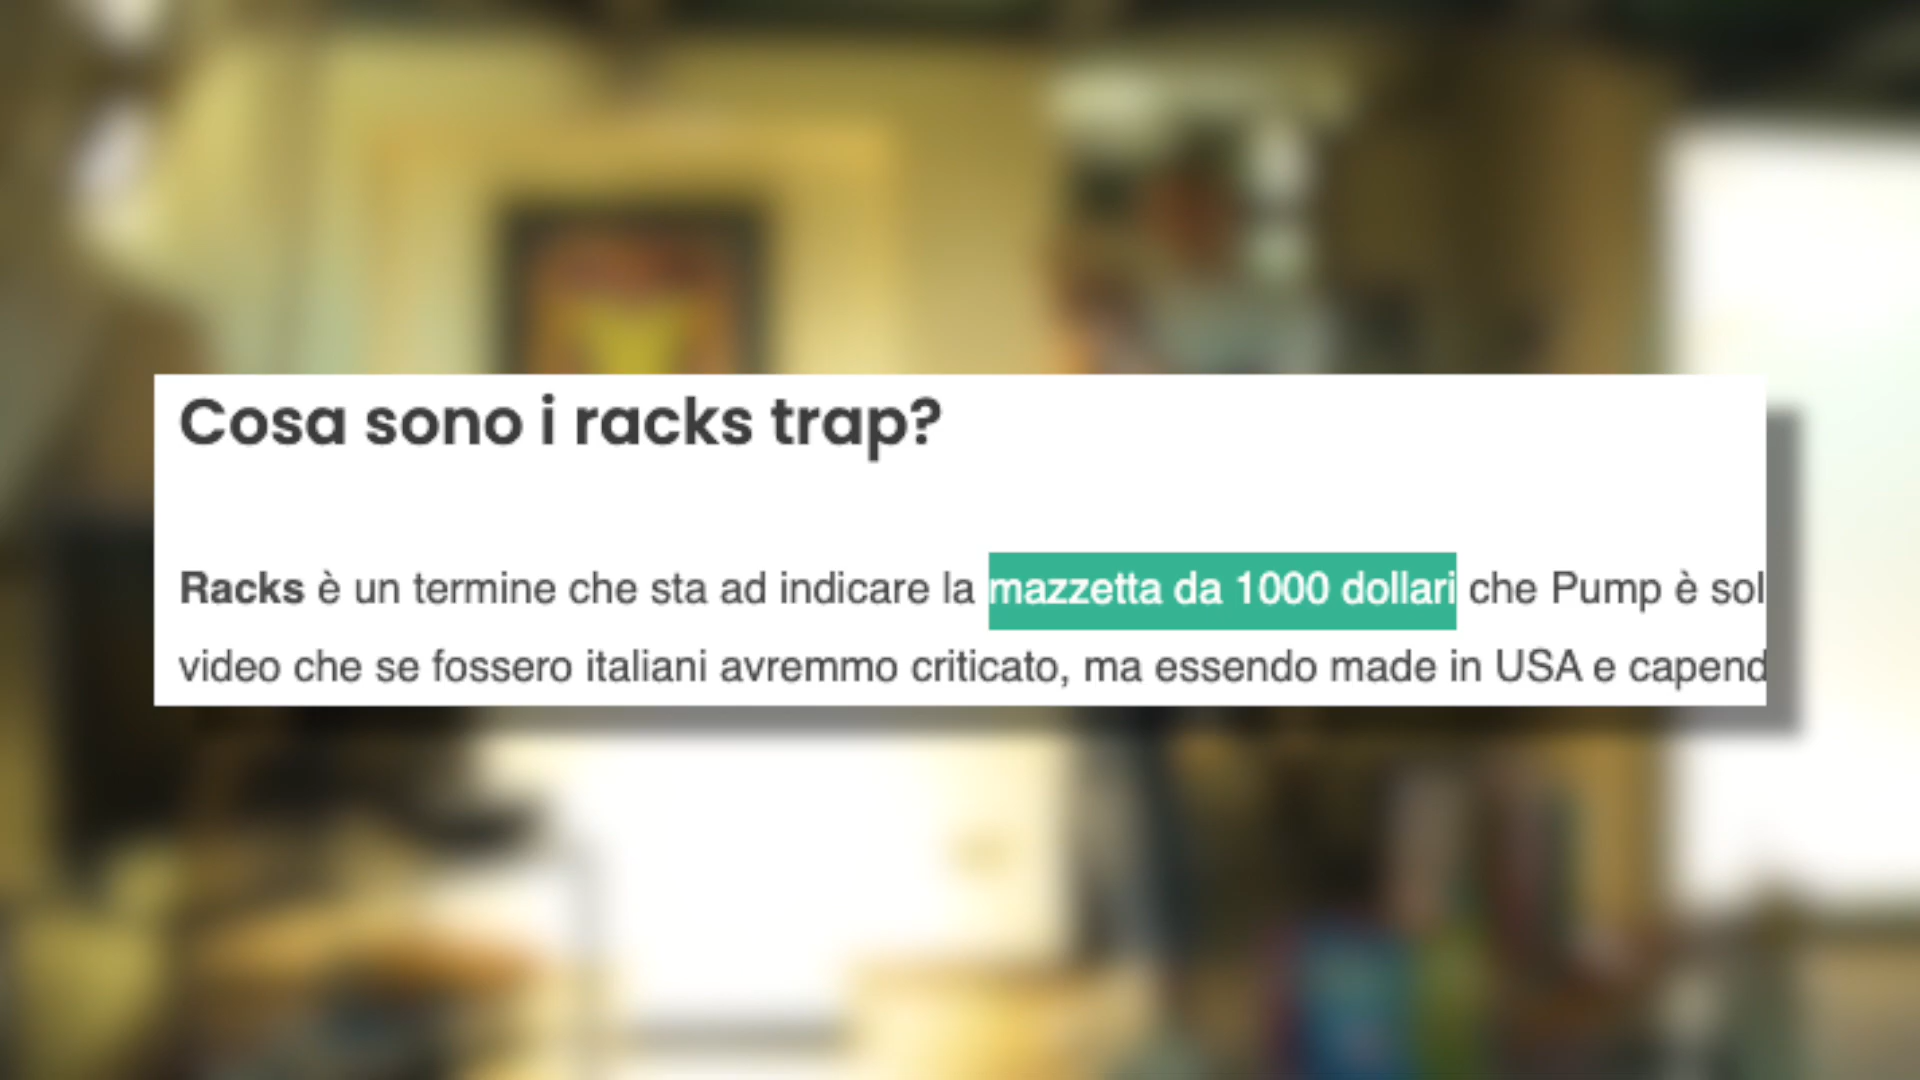 Cosa sono i racks trap?
Racks è un termine che sta ad indicare la mazzetta da 1000 dollari che Pump è sol
video che se fossero italiani avremmo criticato, ma essendo made in USA e capend